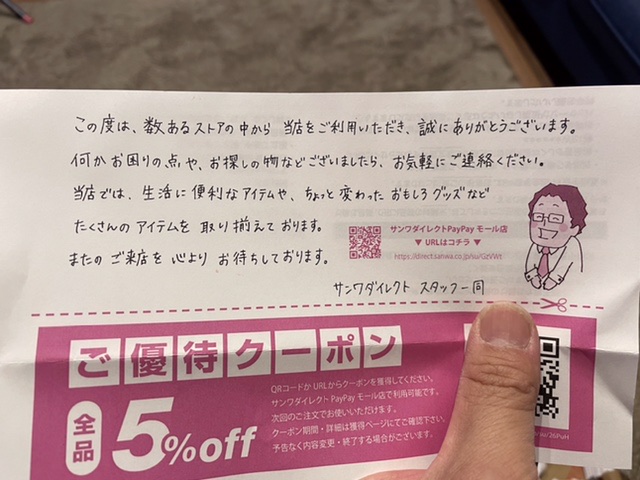 この度は、数あるストアの中から 当店をご利用いただき、誠にありがとうございます。
何かお困りの点や、お探しの物などございましたら、お気軽にご連絡ください。
当店では、生活に便利なアイテムや、ちょっと変わった おもしろグッズなど
たくさんのアイテムを 取り揃えております。
またのご来店を 心より お待ちしております。
サンワダイレクトPayPay モール店
▼ URLはコチラ ▼
https://direct.sanwa.co.jp/su/GzVWt
サンワダイレクト スタッフ一同
ご優待クーポン
全品
5%off
QRコードか URLからクーポンを獲得してください。
サンワダイレクト PayPay モール店で利用可能です。
次回のご注文でお使いいただけます。
クーポン期間・詳細は獲得ページにてご確認下さい。
予告なく内容変更・終了する場合がございます。